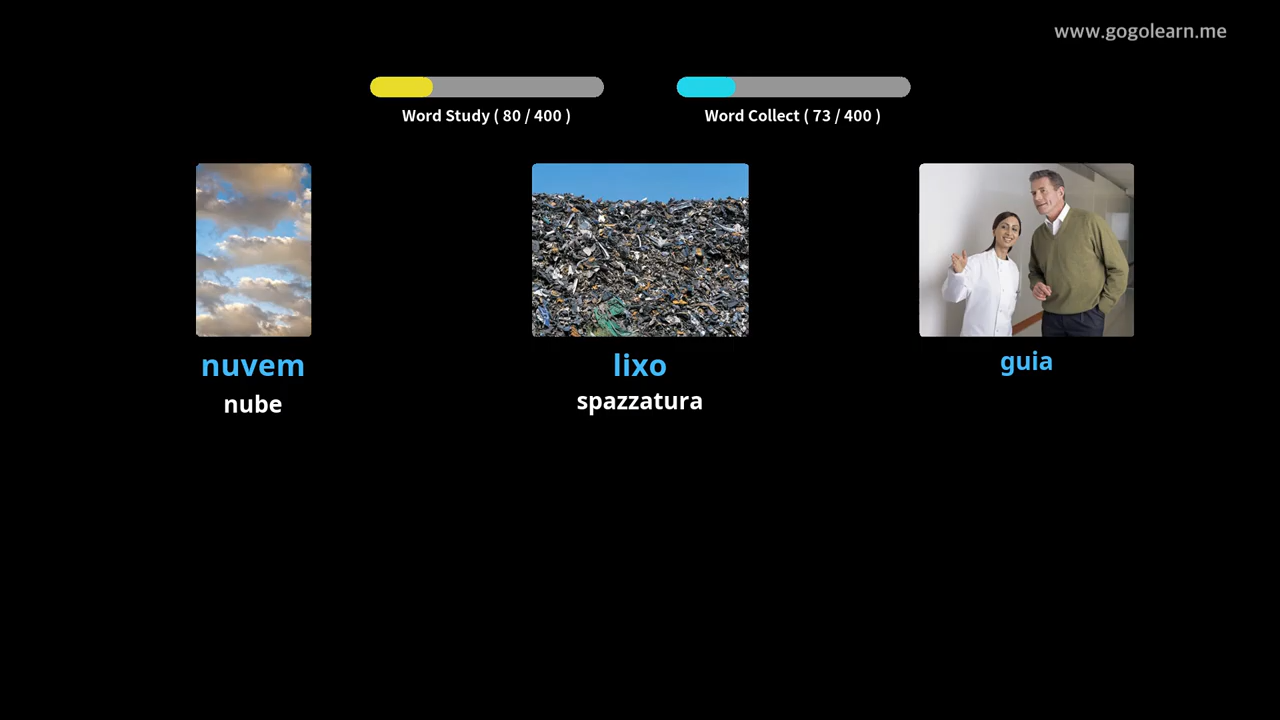 www.gogolearn.me
Word Study ( 80 / 400 )
Word Collect ( 73 / 400 )
nuvem
nube
lixo
spazzatura
guia